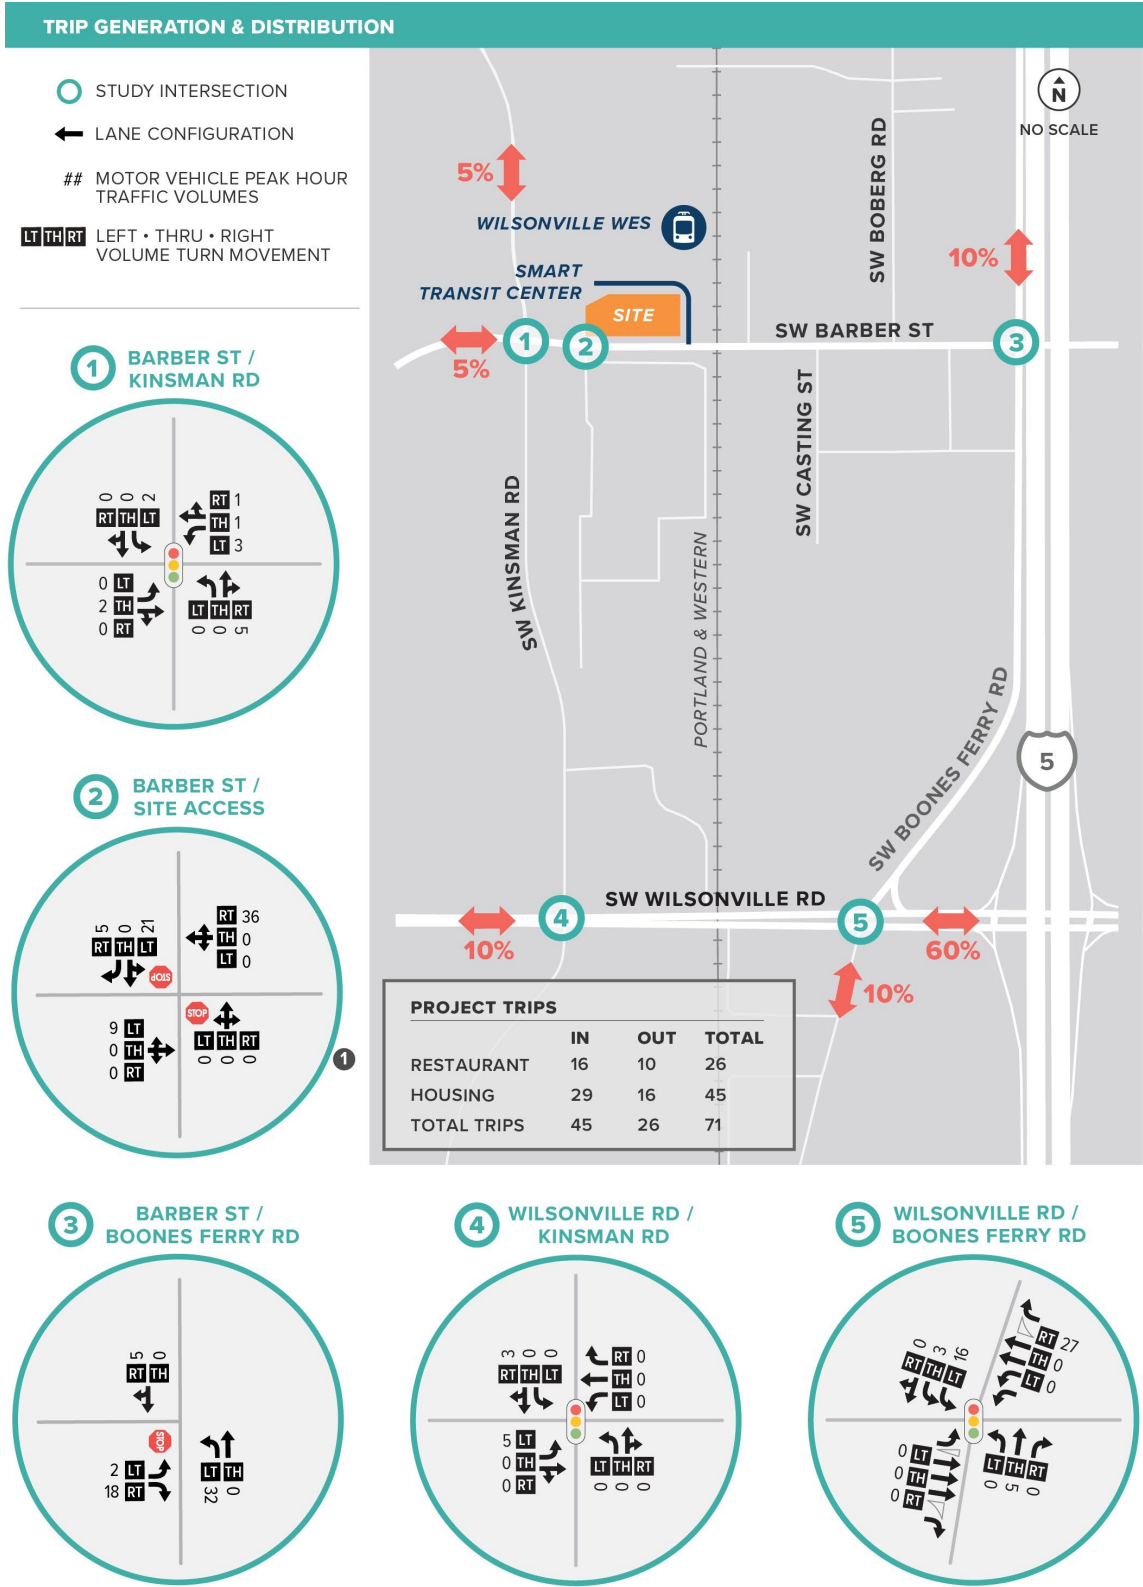 TRIP GENERATION & DISTRIBUTION
STUDY INTERSECTION
LANE CONFIGURATION
## MOTOR VEHICLE PEAK HOUR
TRAFFIC VOLUMES
LT TH RT LEFT • THRU • RIGHT
VOLUME TURN MOVEMENT
N
NO SCALE
5%
WILSONVILLE WES
SW BOBERG RD
10%
SMART
TRANSIT CENTER
SITE
SW BARBER ST
1
2
3
5%
SW CASTING ST
SW KINSMAN RD
PORTLAND & WESTERN
SW BOONES FERRY RD
5
SW WILSONVILLE RD
4
5
10%
60%
10%
PROJECT TRIPS
IN OUT TOTAL
RESTAURANT 16 10 26
HOUSING 29 16 45
TOTAL TRIPS 45 26 71
1 BARBER ST /
KINSMAN RD
0 0 2
RT TH LT
RT 1
TH 1
LT 3
0 LT
2 TH
0 RT
LT TH RT
0 0 5
2 BARBER ST /
SITE ACCESS
5 0 21
RT TH LT
STOP
RT 36
TH 0
LT 0
9 LT
0 TH
0 RT
STOP
LT TH RT
0 0 0
1
3 BARBER ST /
BOONES FERRY RD
5 0
RT TH
STOP
2 LT
18 RT
LT TH
32 0
4 WILSONVILLE RD /
KINSMAN RD
3 0 0
RT TH LT
RT 0
TH 0
LT 0
5 LT
0 TH
0 RT
LT TH RT
0 0 0
5 WILSONVILLE RD /
BOONES FERRY RD
0 3 16
RT TH LT
RT 27
TH 0
LT 0
0 LT
0 TH
0 RT
LT TH RT
0 5 0